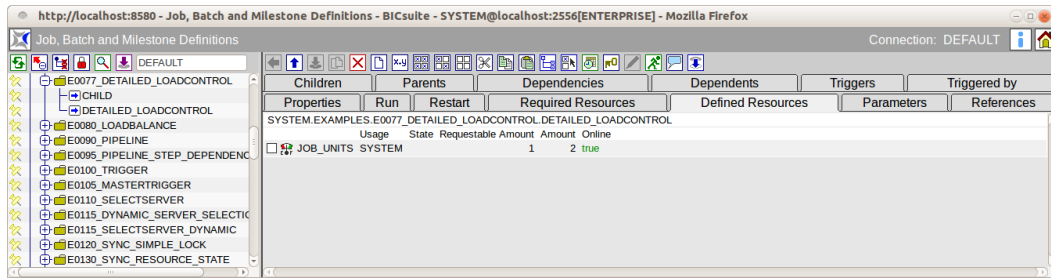 http://localhost:8580 - Job, Batch and Milestone Definitions - BICsuite - SYSTEM@localhost:2556[ENTERPRISE] - Mozilla Firefox
Job, Batch and Milestone Definitions
Connection: DEFAULT
DEFAULT
E0077_DETAILED_LOADCONTROL
CHILD
DETAILED_LOADCONTROL
E0080_LOADBALANCE
E0090_PIPELINE
E0095_PIPELINE_STEP_DEPENDENC
E0100_TRIGGER
E0105_MASTERTRIGGER
E0110_SELECTSERVER
E0115_DYNAMIC_SERVER_SELECTIO
E0115_SELECTSERVER_DYNAMIC
E0120_SYNC_SIMPLE_LOCK
E0130_SYNC_RESOURCE_STATE
Children Parents Dependencies Dependents Triggers Triggered by
Properties Run Restart Required Resources Defined Resources Parameters References
SYSTEM.EXAMPLES.E0077_DETAILED_LOADCONTROL.DETAILED_LOADCONTROL
Usage State Requestable Amount Amount Online
JOB_UNITS SYSTEM 1 2 true